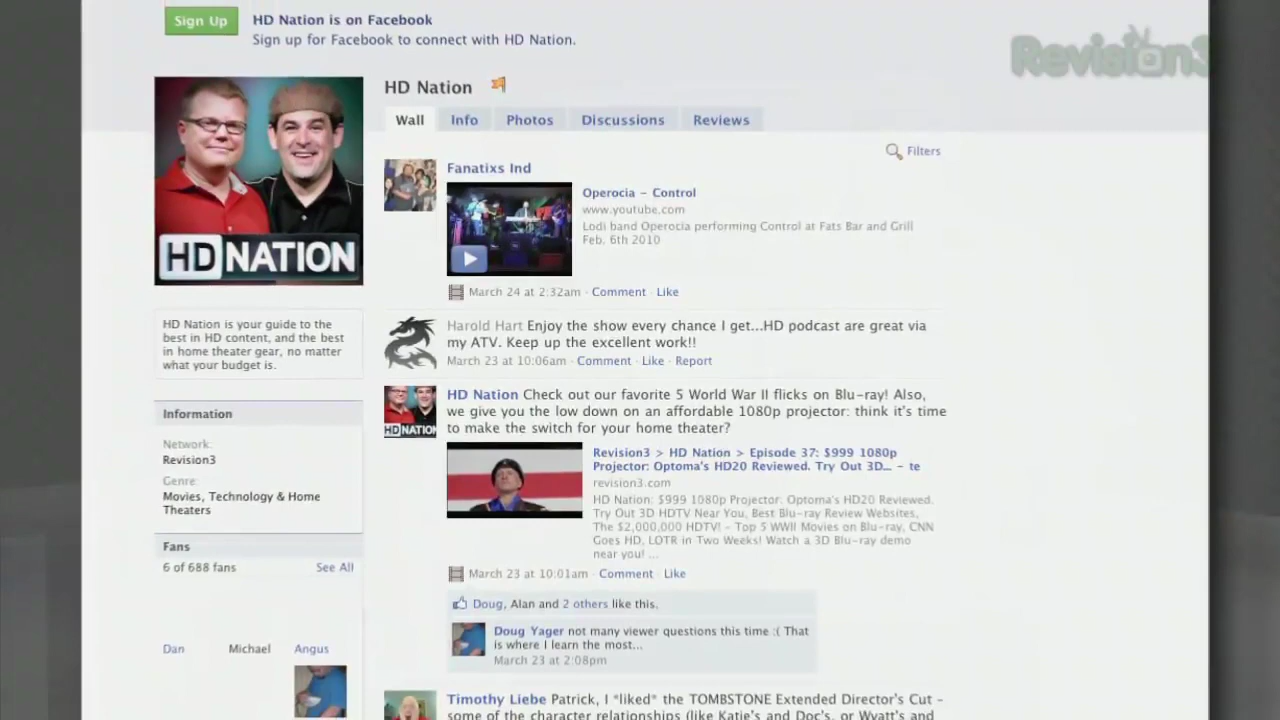 Sign Up
HD Nation is on Facebook
Sign up for Facebook to connect with HD Nation.
Revision3
HD NATION
HD Nation is your guide to the
best in HD content, and the best
in home theater gear, no matter
what your budget is.
Information
Network:
Revision3
Genre:
Movies, Technology & Home
Theaters
Fans
6 of 688 fans
See All
Dan
Michael
Angus
HD Nation
Wall
Info
Photos
Discussions
Reviews
Filters
Fanatixs Ind
Operocia - Control
www.youtube.com
Lodi band Operocia performing Control at Fats Bar and Grill
Feb. 6th 2010
March 24 at 2:32am · Comment · Like
Harold Hart Enjoy the show every chance I get...HD podcast are great via
my ATV. Keep up the excellent work!!
March 23 at 10:06am · Comment · Like · Report
HD NATION
HD Nation Check out our favorite 5 World War II flicks on Blu-ray! Also,
we give you the low down on an affordable 1080p projector: think it's time
to make the switch for your home theater?
Revision3 > HD Nation > Episode 37: $999 1080p
Projector: Optoma's HD20 Reviewed. Try Out 3D... - te
revision3.com
HD Nation: $999 1080p Projector: Optoma's HD20 Reviewed.
Try Out 3D HDTV Near You, Best Blu-ray Review Websites,
The $2,000,000 HDTV! - Top 5 WWII Movies on Blu-ray, CNN
Goes HD, LOTR in Two Weeks! Watch a 3D Blu-ray demo
near you! ...
March 23 at 10:01am · Comment · Like
Doug, Alan and 2 others like this.
Doug Yager not many viewer questions this time :( That
is where I learn the most...
March 23 at 2:08pm
Timothy Liebe Patrick, I *liked* the TOMBSTONE Extended Director's Cut -
some of the character relationships (like Katie's and Doc's, or Wyatt's and